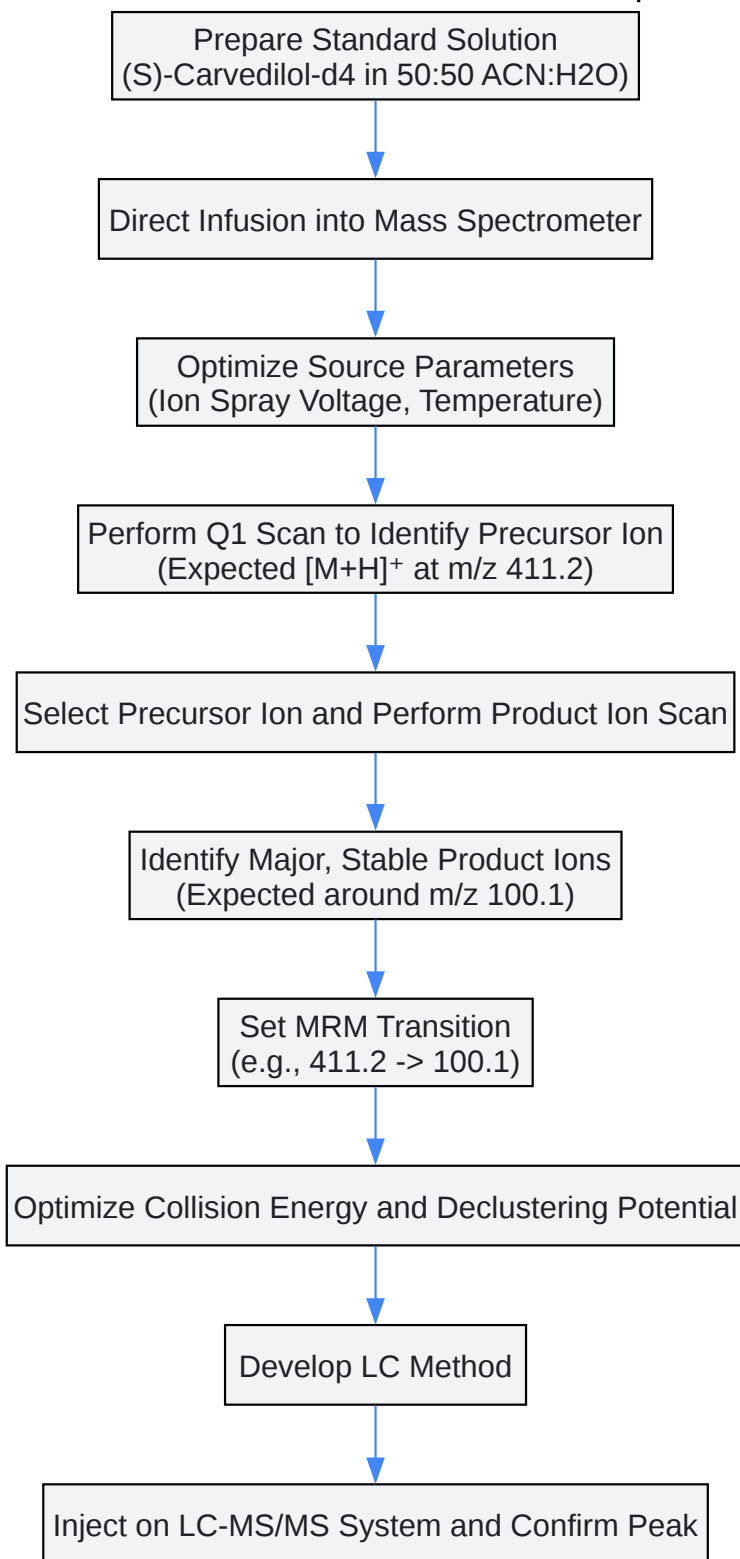 Prepare Standard Solution
(S)-Carvedilol-d4 in 50:50 ACN:H2O)
Direct Infusion into Mass Spectrometer
Optimize Source Parameters
(Ion Spray Voltage, Temperature)
Perform Q1 Scan to Identify Precursor Ion
(Expected [M+H]⁺ at m/z 411.2)
Select Precursor Ion and Perform Product Ion Scan
Identify Major, Stable Product Ions
(Expected around m/z 100.1)
Set MRM Transition
(e.g., 411.2 -> 100.1)
Optimize Collision Energy and Declustering Potential
Develop LC Method
Inject on LC-MS/MS System and Confirm Peak